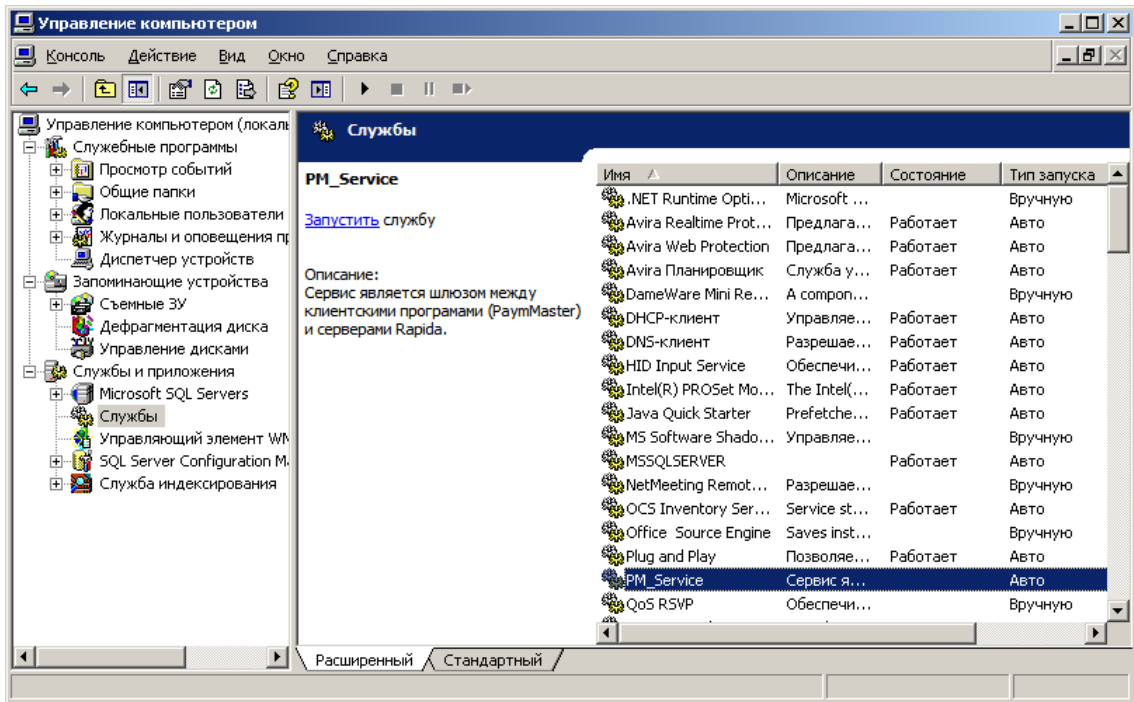 Управление компьютером
Консоль Действие Вид Окно Справка
Управление компьютером (локаль
Служебные программы
Просмотр событий
Общие папки
Локальные пользователи
Журналы и оповещения пр
Диспетчер устройств
Запоминающие устройства
Съемные ЗУ
Дефрагментация диска
Управление дисками
Службы и приложения
Microsoft SQL Servers
Службы
Управляющий элемент WM
SQL Server Configuration M
Служба индексирования
Службы
PM_Service
Запустить службу
Описание:
Сервис является шлюзом между
клиентскими програмами (PaymMaster)
и серверами Rapida.
Имя Описание Состояние Тип запуска
.NET Runtime Opti... Microsoft ... Вручную
Avira Realtime Prot... Предлага... Работает Авто
Avira Web Protection Предлага... Работает Авто
Avira Планировщик Служба у... Работает Авто
DameWare Mini Re... A compon... Вручную
DHCP-клиент Управляе... Работает Авто
DNS-клиент Разрешае... Работает Авто
HID Input Service Обеспечи... Работает Авто
Intel(R) PROSet Mo... The Intel(... Работает Авто
Java Quick Starter Prefetche... Работает Авто
MS Software Shado... Управляе... Вручную
MSSQLSERVER Работает Авто
NetMeeting Remot... Разрешае... Вручную
OCS Inventory Ser... Service st... Работает Авто
Office Source Engine Saves inst... Вручную
Plug and Play Позволяе... Работает Авто
PM_Service Сервис я... Авто
QoS RSVP Обеспечи... Вручную
Расширенный Стандартный